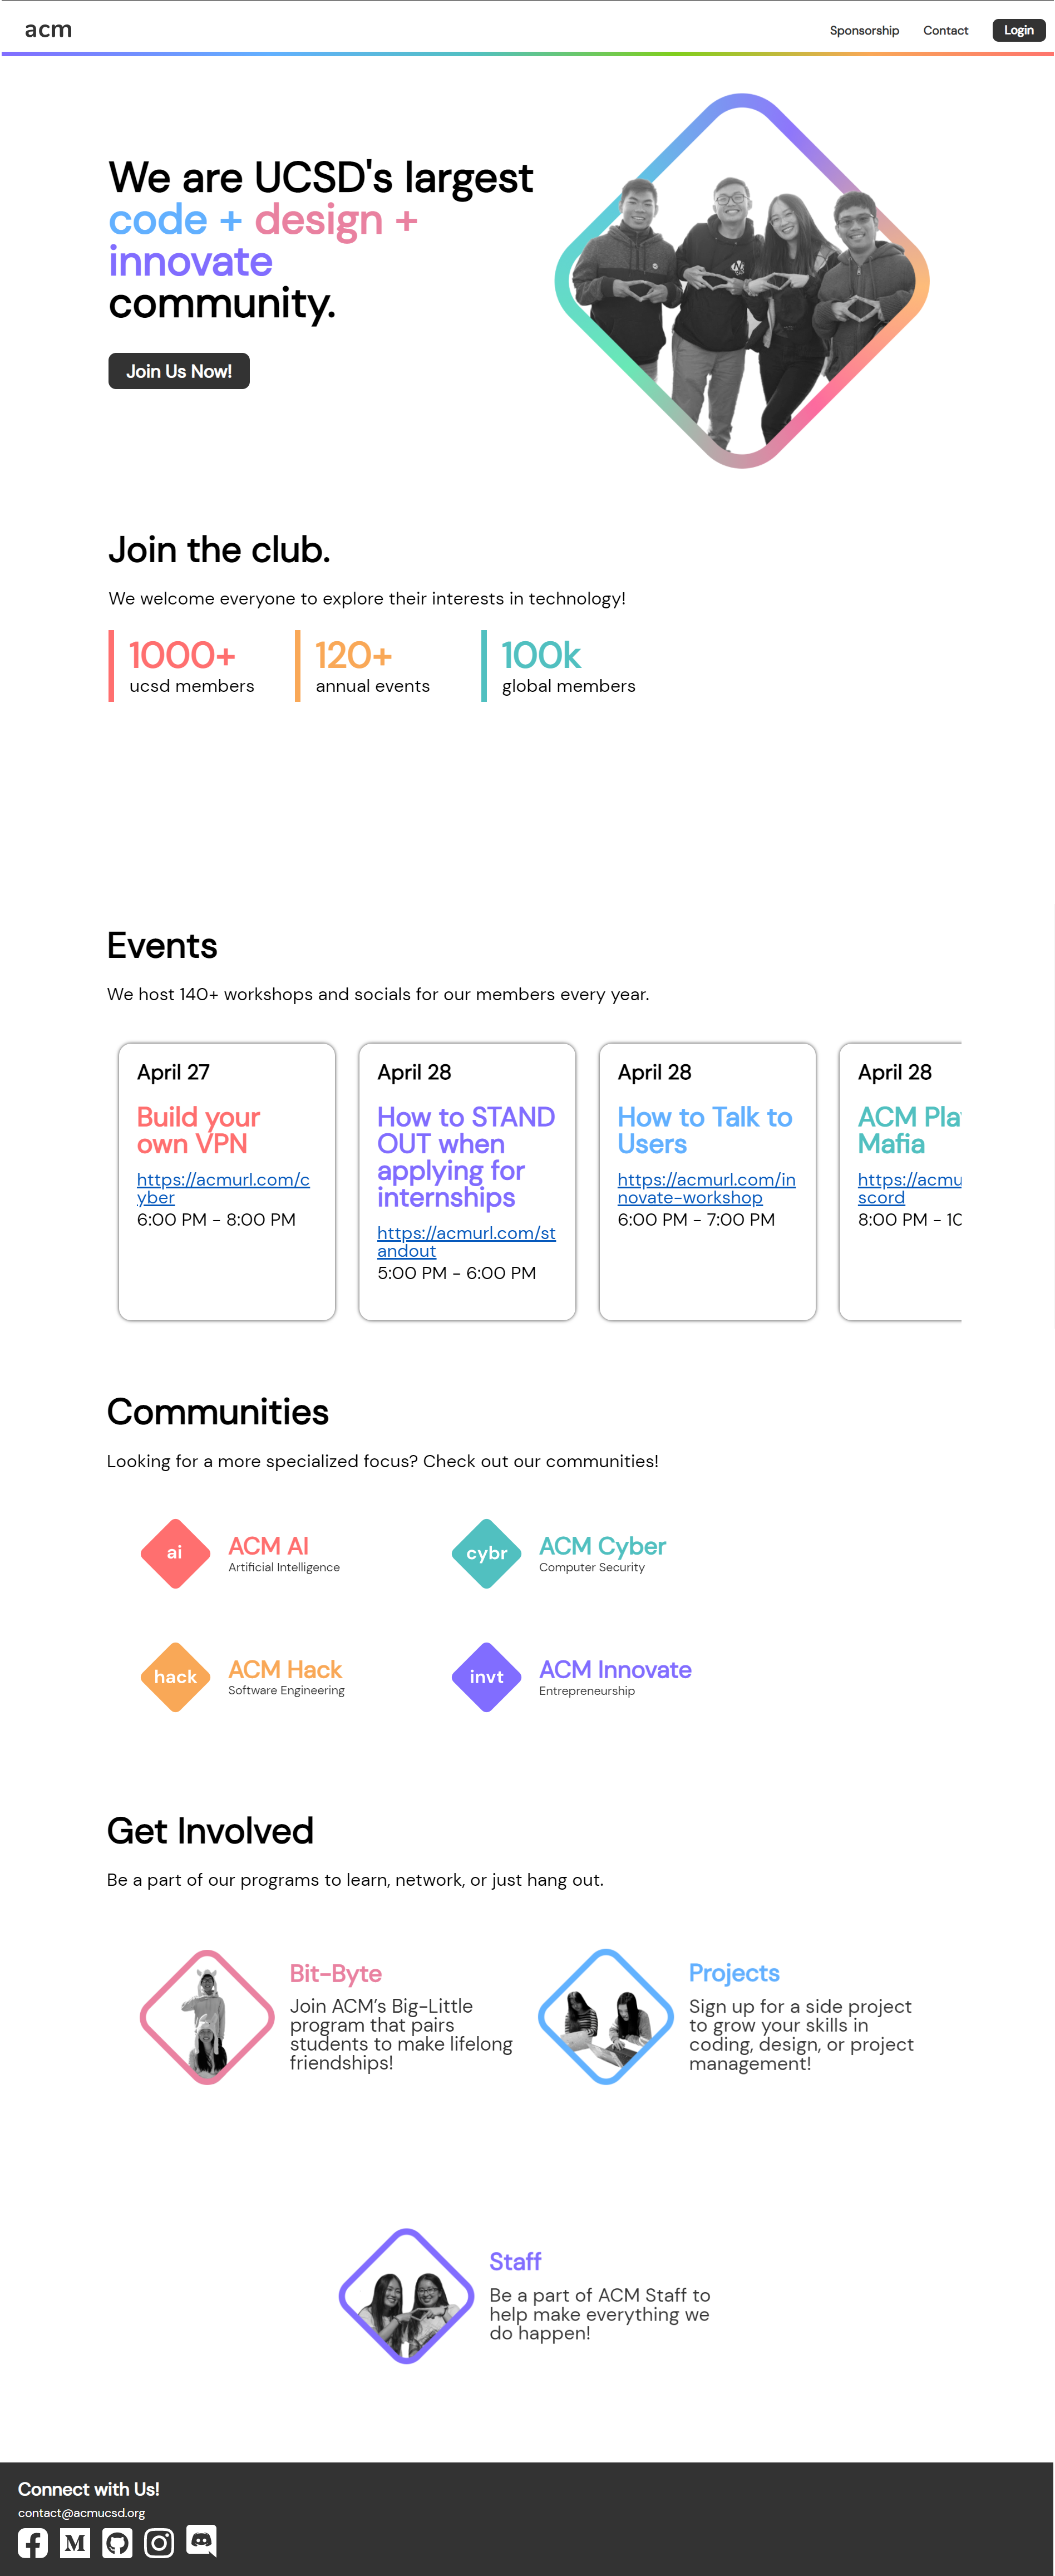 acm
Sponsorship
Contact
Login
We are UCSD's largest
code + design +
innovate
community.
Join Us Now!
Join the club.
We welcome everyone to explore their interests in technology!
1000+
ucsd members
120+
annual events
100k
global members
Events
We host 140+ workshops and socials for our members every year.
April 27
Build your
own VPN
https://acmurl.com/c
yber
6:00 PM - 8:00 PM
April 28
How to STAND
OUT when
applying for
internships
https://acmurl.com/st
andout
5:00 PM - 6:00 PM
April 28
How to Talk to
Users
https://acmurl.com/in
novate-workshop
6:00 PM - 7:00 PM
April 28
ACM Pla
Mafia
https://acmu
scord
8:00 PM - 10
Communities
Looking for a more specialized focus? Check out our communities!
ai
ACM AI
Artificial Intelligence
cybr
ACM Cyber
Computer Security
hack
ACM Hack
Software Engineering
invt
ACM Innovate
Entrepreneurship
Get Involved
Be a part of our programs to learn, network, or just hang out.
Bit-Byte
Join ACM’s Big-Little
program that pairs
students to make lifelong
friendships!
Projects
Sign up for a side project
to grow your skills in
coding, design, or project
management!
Staff
Be a part of ACM Staff to
help make everything we
do happen!
Connect with Us!
contact@acmucsd.org
M